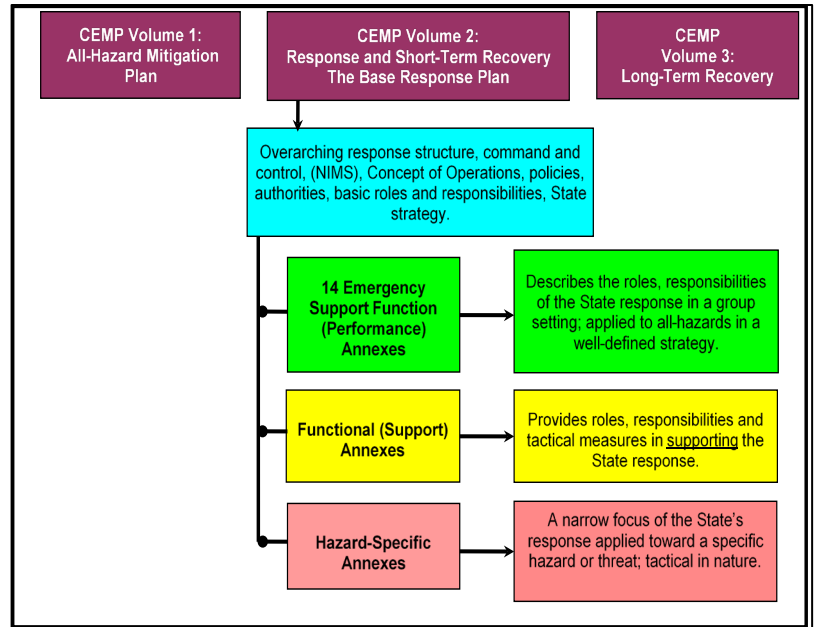 CEMP Volume 1:
All-Hazard Mitigation
Plan
CEMP Volume 2:
Response and Short-Term Recovery
The Base Response Plan
CEMP
Volume 3:
Long-Term Recovery
Overarching response structure, command and
control, (NIMS), Concept of Operations, policies,
authorities, basic roles and responsibilities, State
strategy.
14 Emergency
Support Function
(Performance)
Annexes
Describes the roles, responsibilities
of the State response in a group
setting; applied to all-hazards in a
well-defined strategy.
Functional (Support)
Annexes
Provides roles, responsibilities and
tactical measures in supporting the
State response.
Hazard-Specific
Annexes
A narrow focus of the State’s
response applied toward a specific
hazard or threat; tactical in nature.